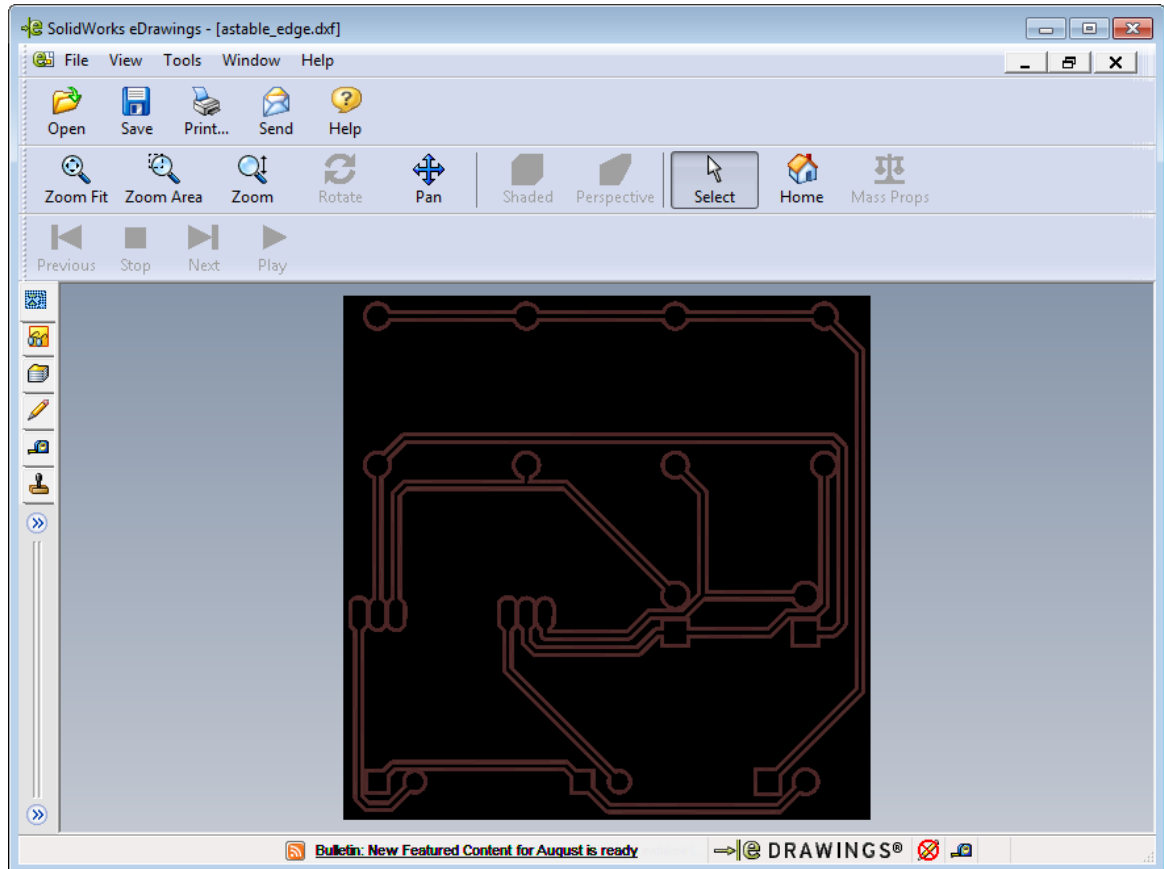 SolidWorks eDrawings - [astable_edge.dxf]
File View Tools Window Help
Open Save Print... Send Help
Zoom Fit Zoom Area Zoom Rotate Pan Shaded Perspective Select Home Mass Props
Previous Stop Next Play
Bulletin: New Featured Content for August is ready e DRAWINGS®